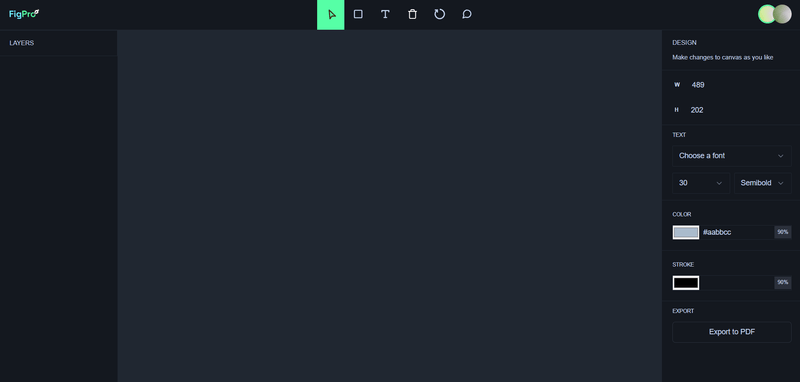 FigPro
LAYERS
DESIGN
Make changes to canvas as you like
W 489
H 202
TEXT
Choose a font
30 Semibold
COLOR
#aabbcc 90%
STROKE
90%
EXPORT
Export to PDF